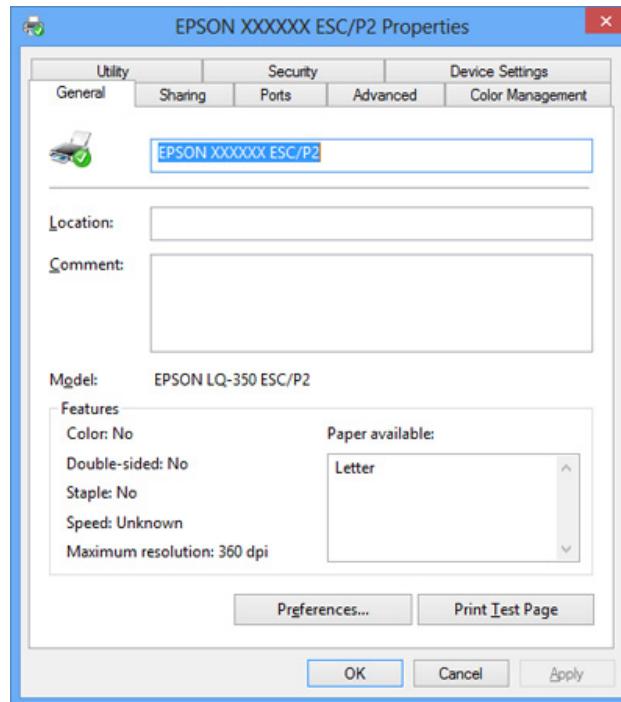 EPSON XXXXXX ESC/P2 Properties
Utility Security Device Settings
General Sharing Ports Advanced Color Management
EPSON XXXXXX ESC/P2
Location:
Comment:
Model: EPSON LQ-350 ESC/P2
Features
Color: No Paper available:
Double-sided: No Letter
Staple: No
Speed: Unknown
Maximum resolution: 360 dpi
Preferences... Print Test Page
OK Cancel Apply